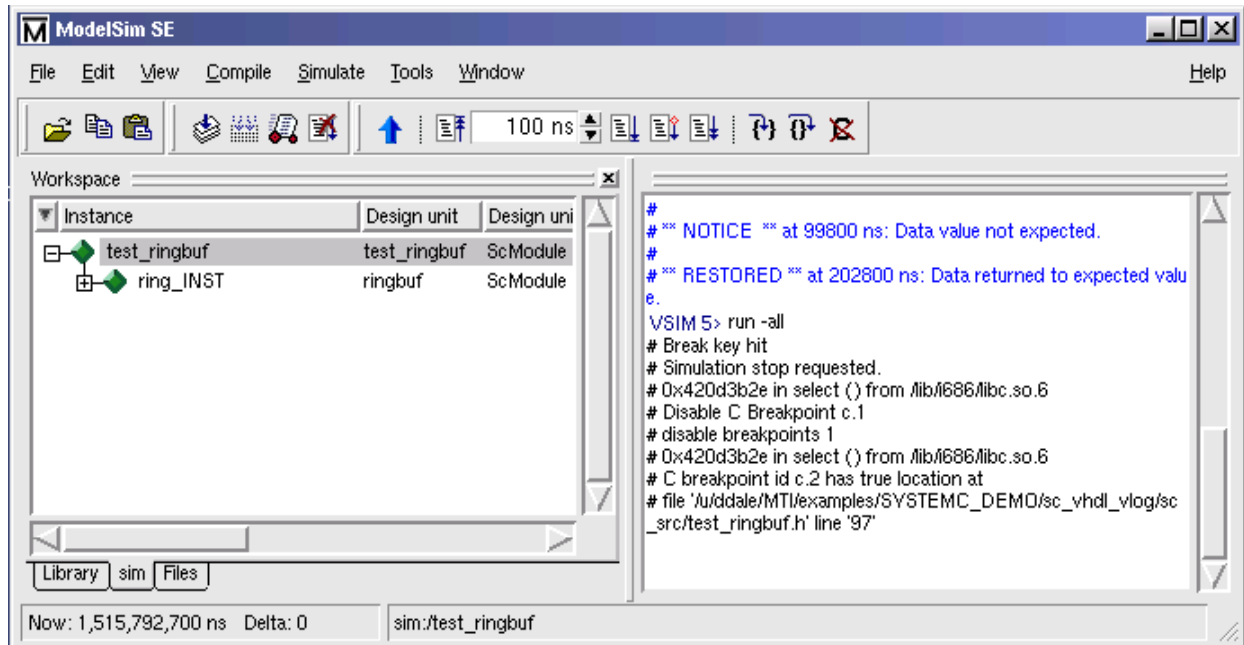 ModelSim SE
File Edit View Compile Simulate Tools Window Help
100 ns
Workspace
Instance Design unit Design uni
test_ringbuf test_ringbuf ScModule
ring_INST ringbuf ScModule
Library sim Files
#
# ** NOTICE ** at 99800 ns: Data value not expected.
#
# ** RESTORED ** at 202800 ns: Data returned to expected valu
e.
VSIM 5> run -all
# Break key hit
# Simulation stop requested.
# 0x420d3b2e in select () from /lib/i686/libc.so.6
# Disable C Breakpoint c.1
# disable breakpoints 1
# 0x420d3b2e in select () from /lib/i686/libc.so.6
# C breakpoint id c.2 has true location at
# file '/u/ddale/MTI/examples/SYSTEMC_DEMO/sc_vhdl_vlog/sc
_src/test_ringbuf.h' line '97'
Now: 1,515,792,700 ns Delta: 0 sim:/test_ringbuf